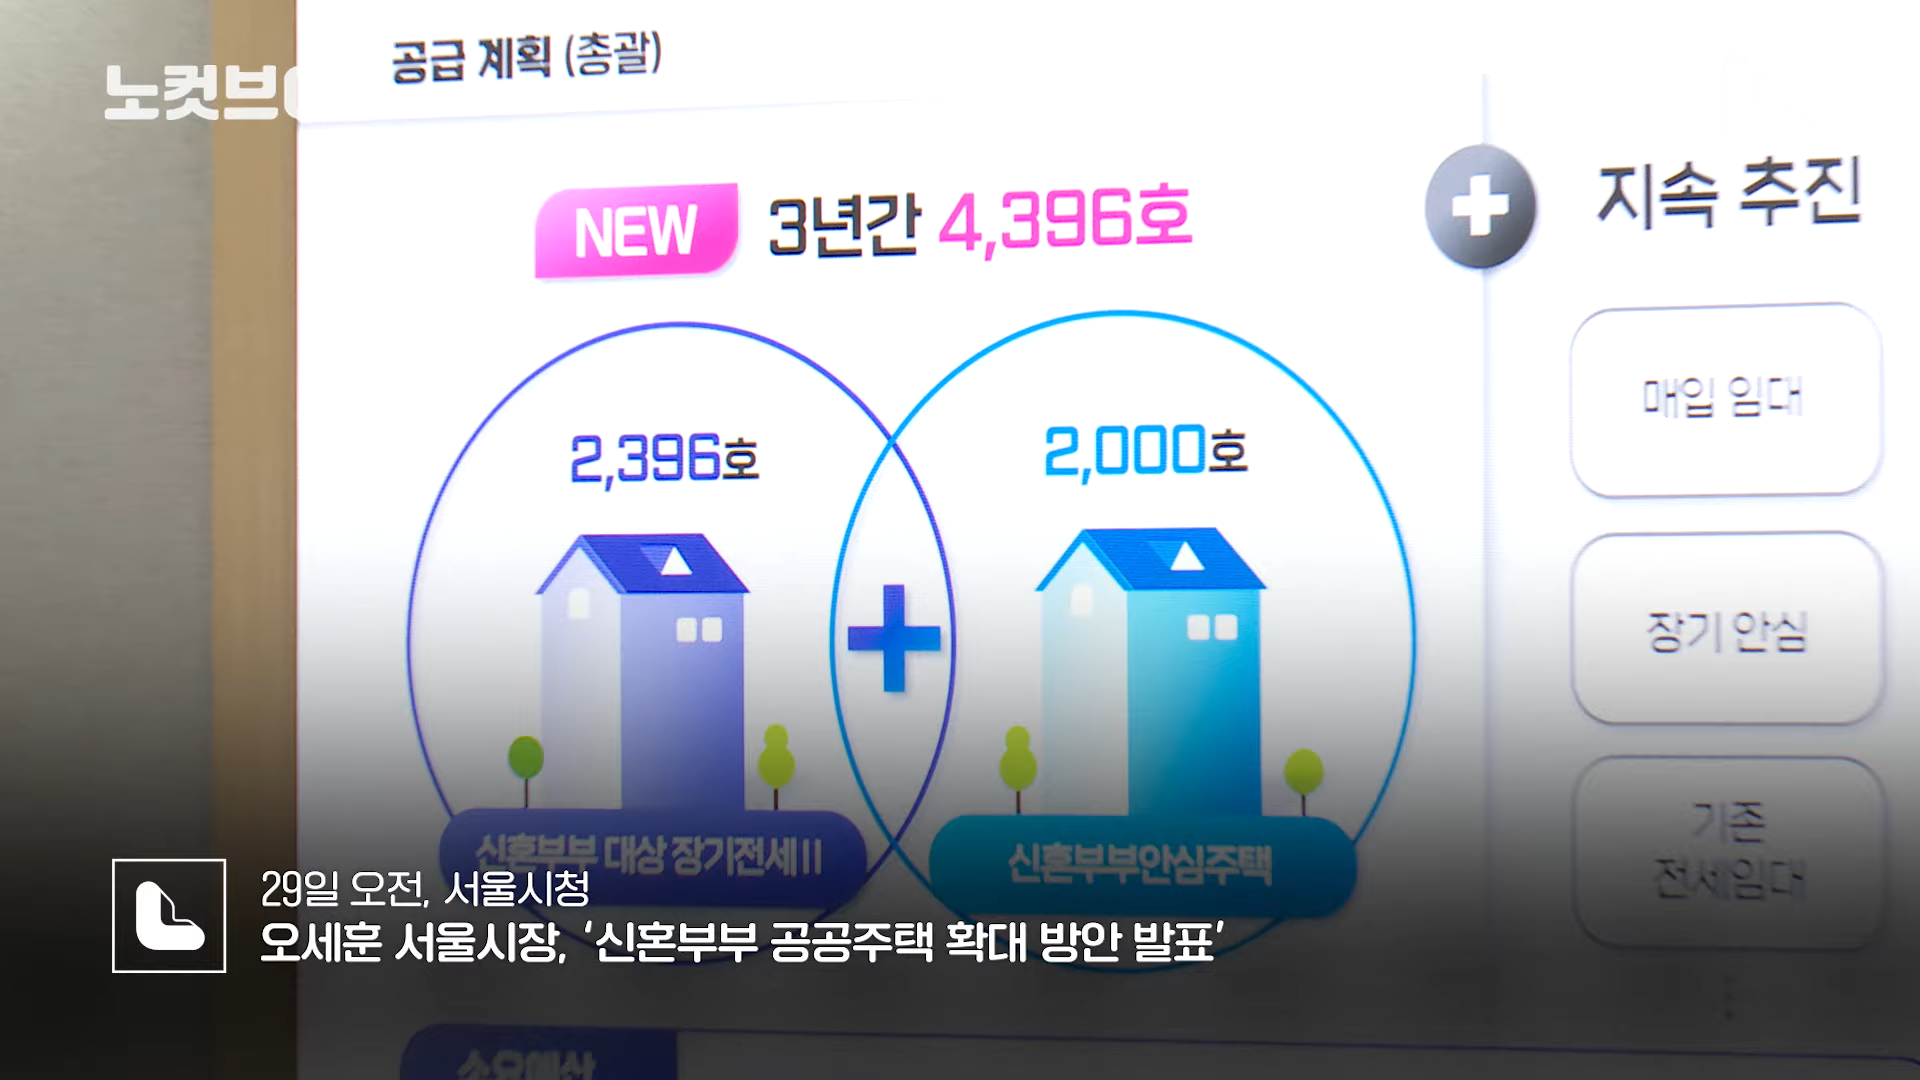 노컷브
공급 계획 (총괄)
NEW 3년간 4,396호
지속 추진
2,396호
2,000호
매입 임대
장기 안심
기존
전세임대
신혼부부 대상 장기전세Ⅱ
신혼부부안심주택
29일 오전, 서울시청
오세훈 서울시장, ‘신혼부부 공공주택 확대 방안 발표’
소요예산